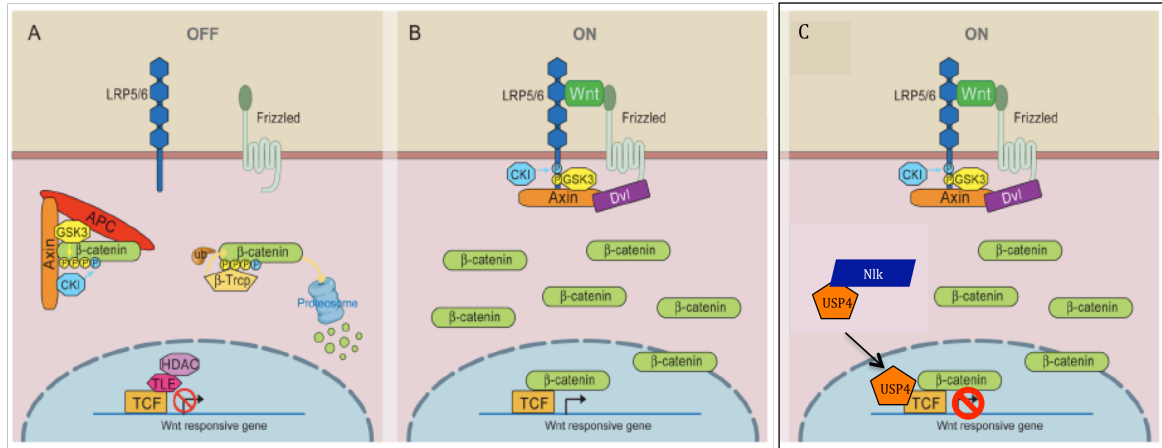 A
OFF
LRP5/6
Frizzled
APC
Axin
GSK3
β-catenin
P P P P
CKI
ub
β-catenin
P P P P
β-Trcp
Proteosome
HDAC
TLE
TCF
Wnt responsive gene
B
ON
LRP5/6
Wnt
Frizzled
CKI
P
P
GSK3
Axin
Dvl
β-catenin
β-catenin
β-catenin
β-catenin
β-catenin
β-catenin
β-catenin
TCF
Wnt responsive gene
C
ON
LRP5/6
Wnt
Frizzled
CKI
P
P
GSK3
Axin
Dvl
β-catenin
Nlk
USP4
β-catenin
β-catenin
β-catenin
USP4
β-catenin
TCF
Wnt responsive gene